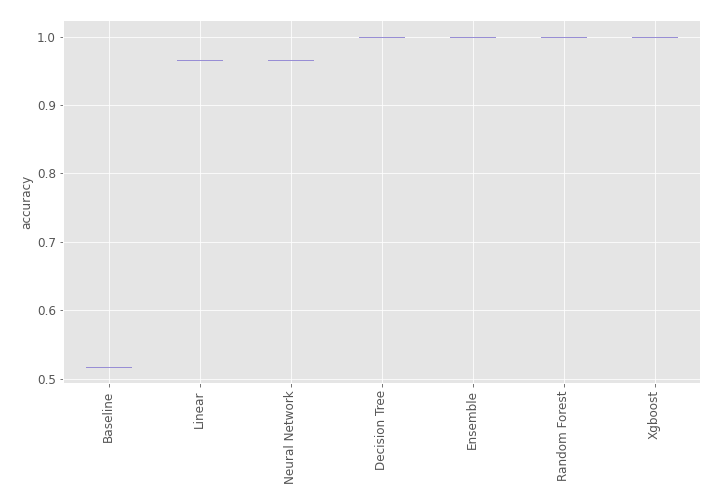 1.0
0.9
0.8
0.7
0.6
0.5
accuracy
Baseline
Linear
Neural Network
Decision Tree
Ensemble
Random Forest
Xgboost